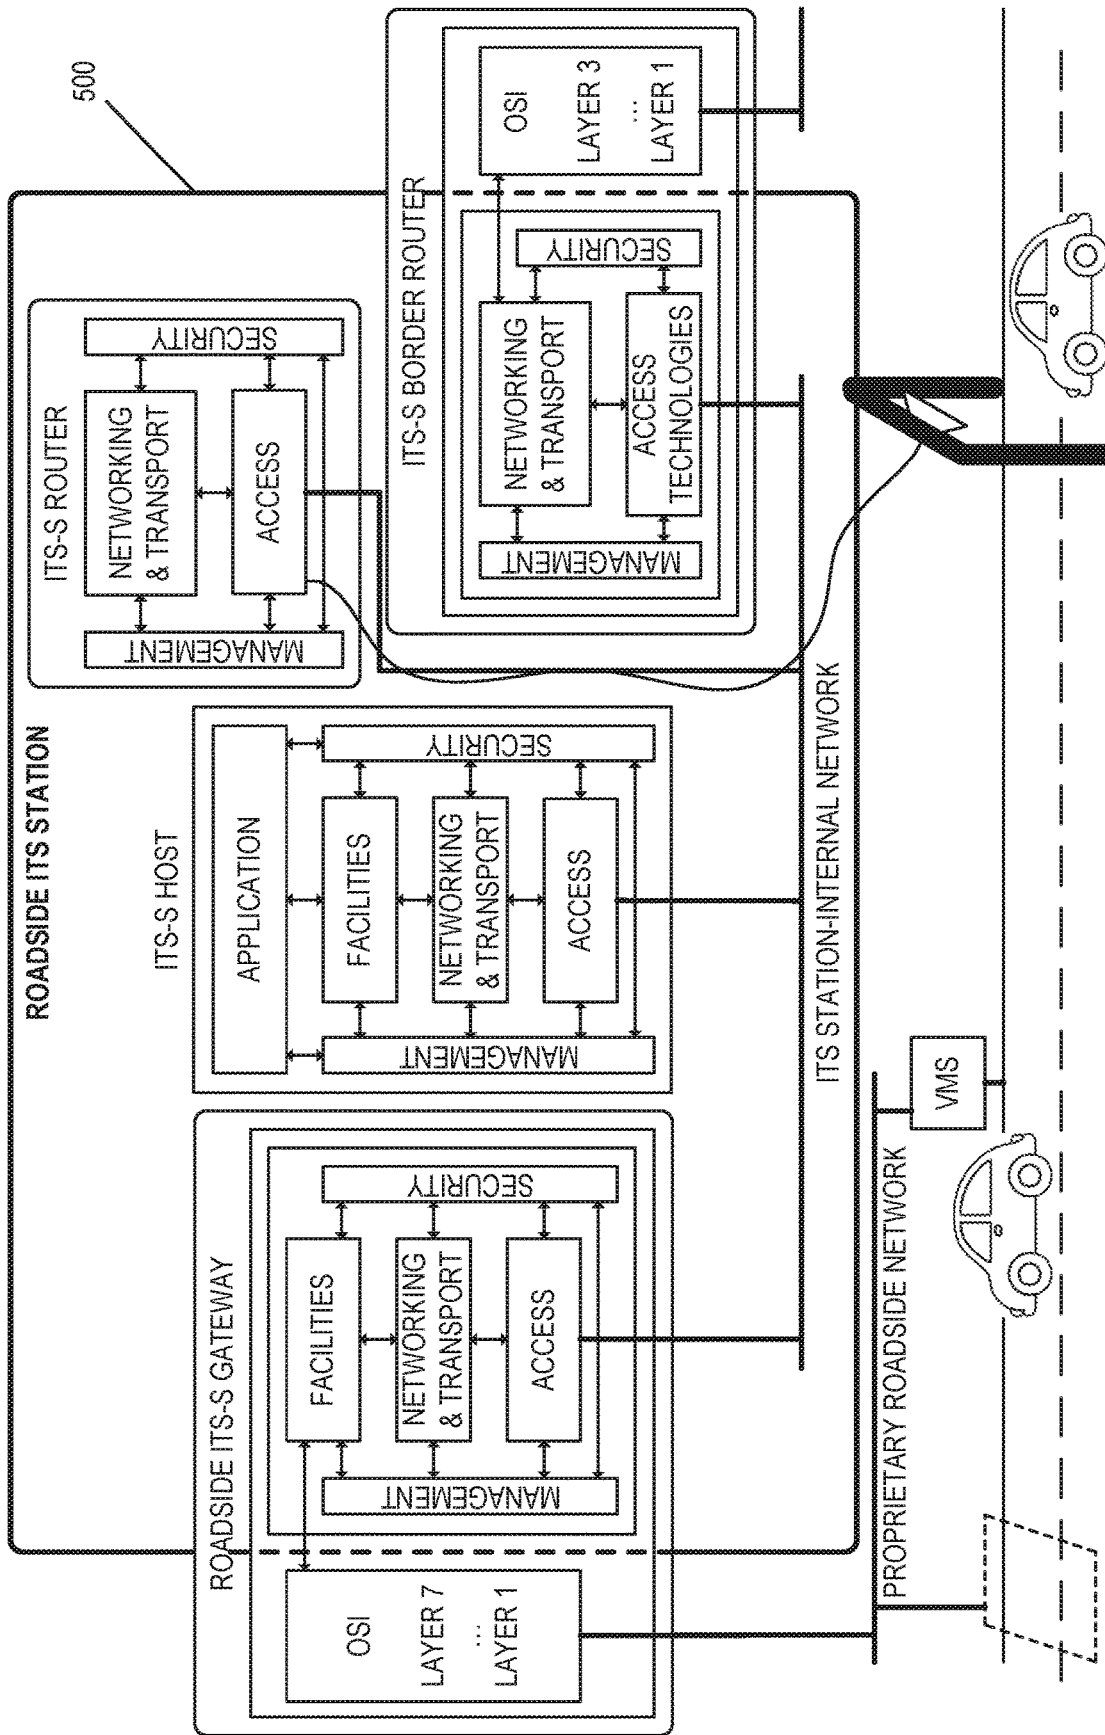 500
ROADSIDE ITS STATION
ROADSIDE ITS-S GATEWAY
OSI
LAYER 7
...
LAYER 1
FACILITIES
NETWORKING
& TRANSPORT
ACCESS
MANAGEMENT
SECURITY
ITS-S HOST
APPLICATION
FACILITIES
NETWORKING
& TRANSPORT
ACCESS
MANAGEMENT
SECURITY
ITS-S ROUTER
NETWORKING
& TRANSPORT
ACCESS
MANAGEMENT
SECURITY
ITS-S BORDER ROUTER
NETWORKING
& TRANSPORT
ACCESS
TECHNOLOGIES
MANAGEMENT
SECURITY
OSI
LAYER 3
...
LAYER 1
ITS STATION-INTERNAL NETWORK
PROPRIETARY ROADSIDE NETWORK
VMS